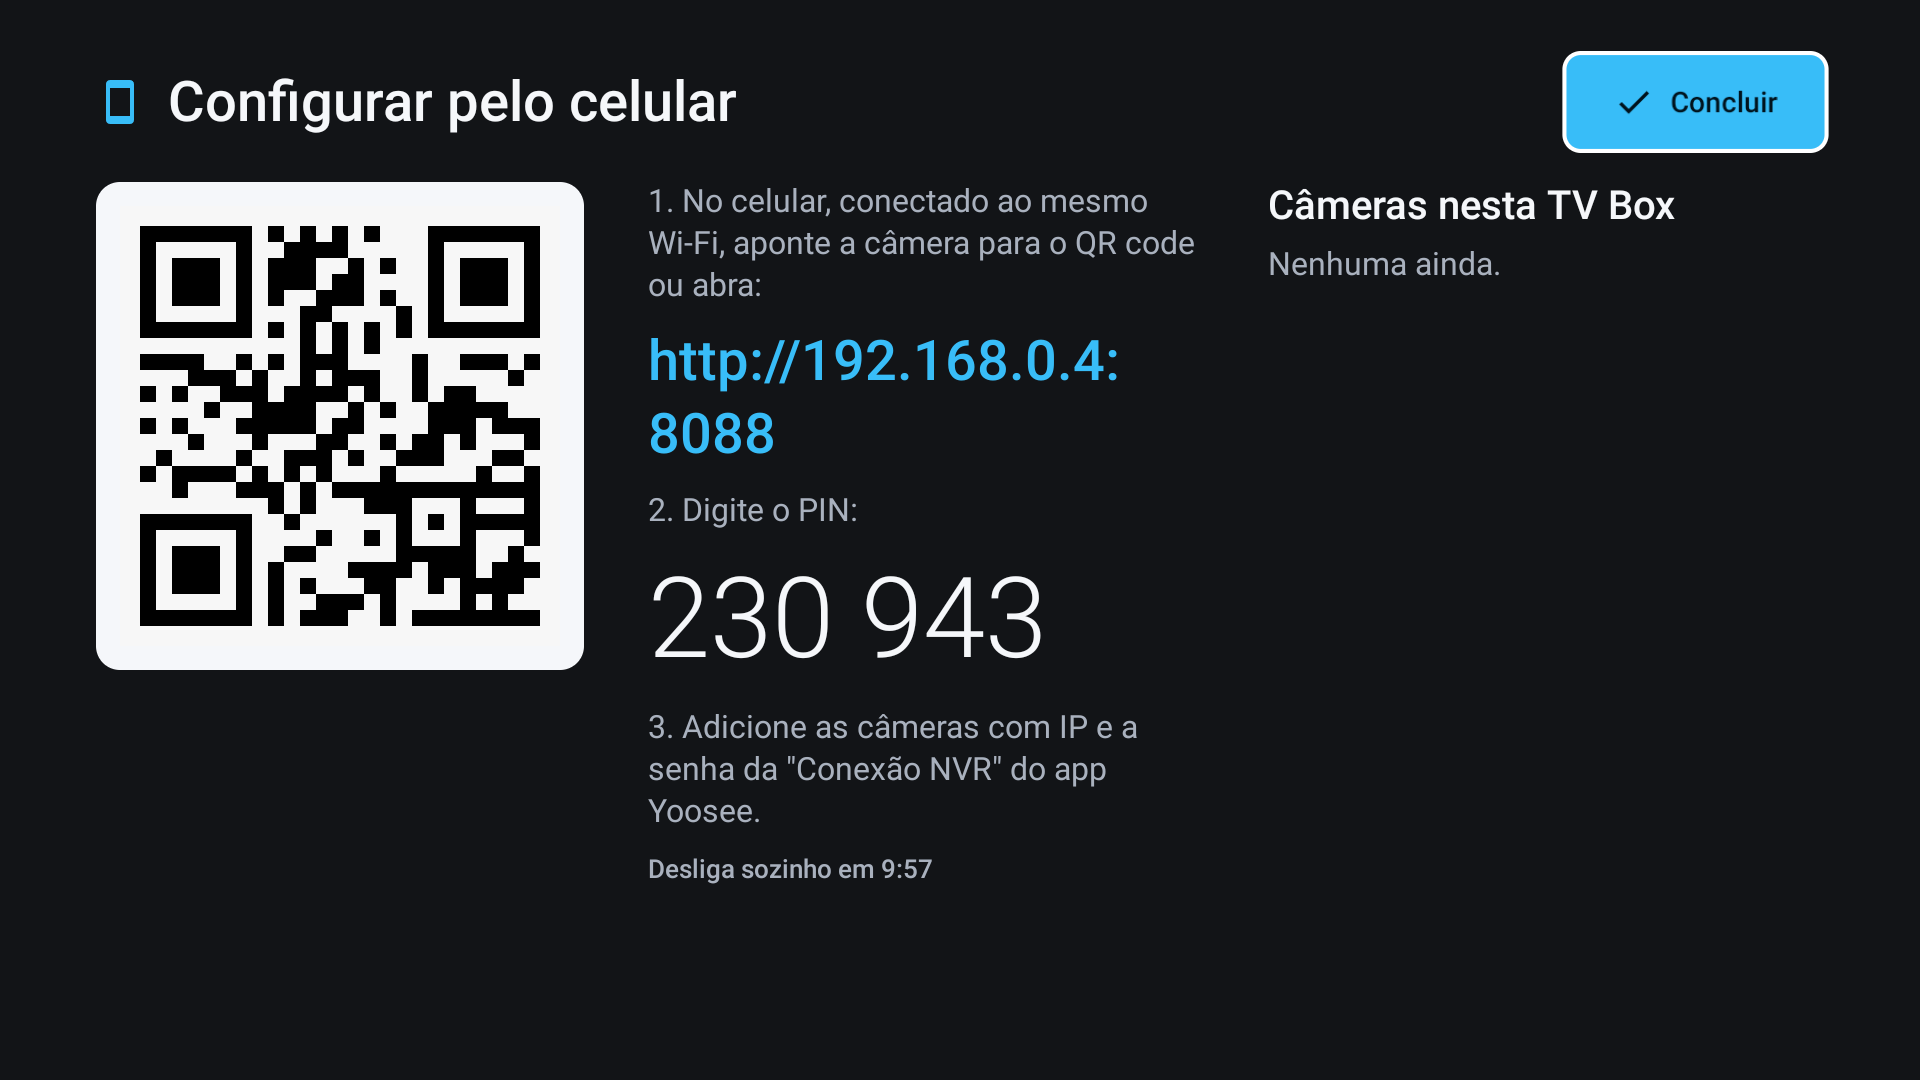 Configurar pelo celular
Concluir
1. No celular, conectado ao mesmo
Wi-Fi, aponte a câmera para o QR code
ou abra:
http://192.168.0.4:
8088
2. Digite o PIN:
230 943
3. Adicione as câmeras com IP e a
senha da "Conexão NVR" do app
Yoosee.
Desliga sozinho em 9:57
Câmeras nesta TV Box
Nenhuma ainda.